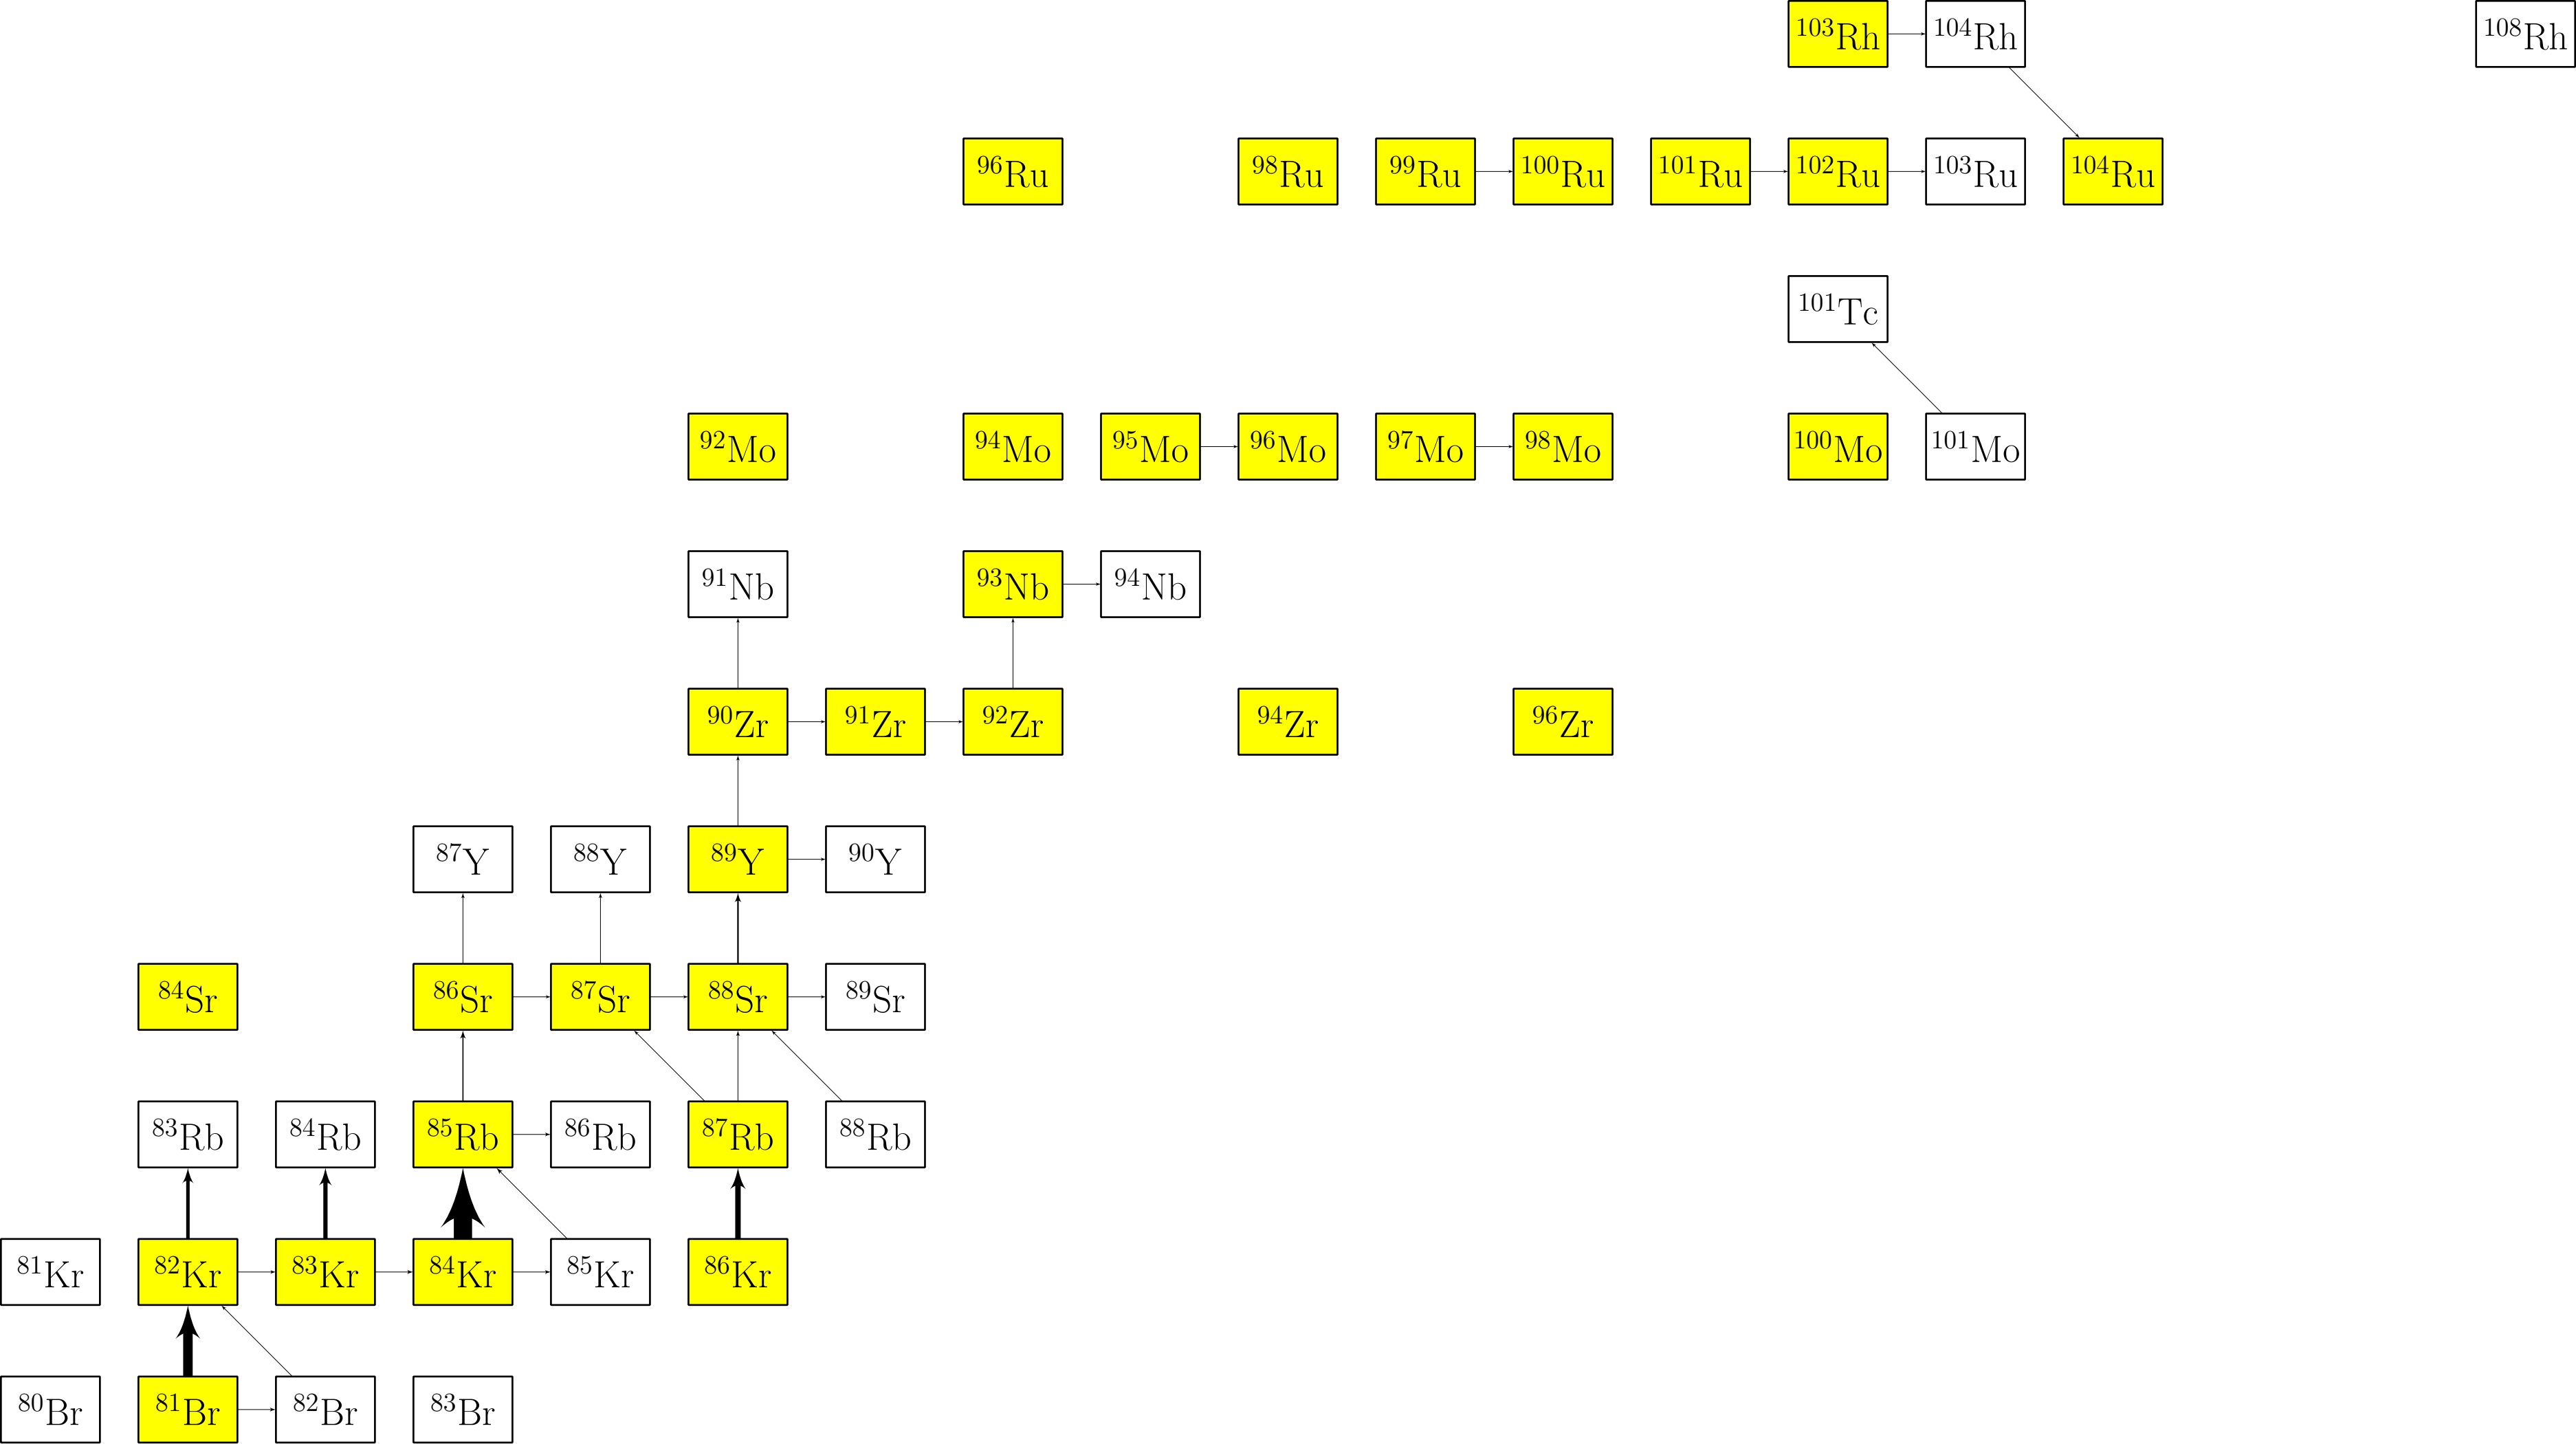 ¹⁰³Rh ¹⁰⁴Rh ¹⁰⁸Rh
⁹⁶Ru ⁹⁸Ru ⁹⁹Ru ¹⁰⁰Ru ¹⁰¹Ru ¹⁰²Ru ¹⁰³Ru ¹⁰⁴Ru
¹⁰¹Tc
⁹²Mo ⁹⁴Mo ⁹⁵Mo ⁹⁶Mo ⁹⁷Mo ⁹⁸Mo ¹⁰⁰Mo ¹⁰¹Mo
⁹¹Nb ⁹³Nb ⁹⁴Nb
⁹⁰Zr ⁹¹Zr ⁹²Zr ⁹⁴Zr ⁹⁶Zr
⁸⁷Y ⁸⁸Y ⁸⁹Y ⁹⁰Y
⁸⁴Sr ⁸⁶Sr ⁸⁷Sr ⁸⁸Sr ⁸⁹Sr
⁸³Rb ⁸⁴Rb ⁸⁵Rb ⁸⁶Rb ⁸⁷Rb ⁸⁸Rb
⁸¹Kr ⁸²Kr ⁸³Kr ⁸⁴Kr ⁸⁵Kr ⁸⁶Kr
⁸⁰Br ⁸¹Br ⁸²Br ⁸³Br